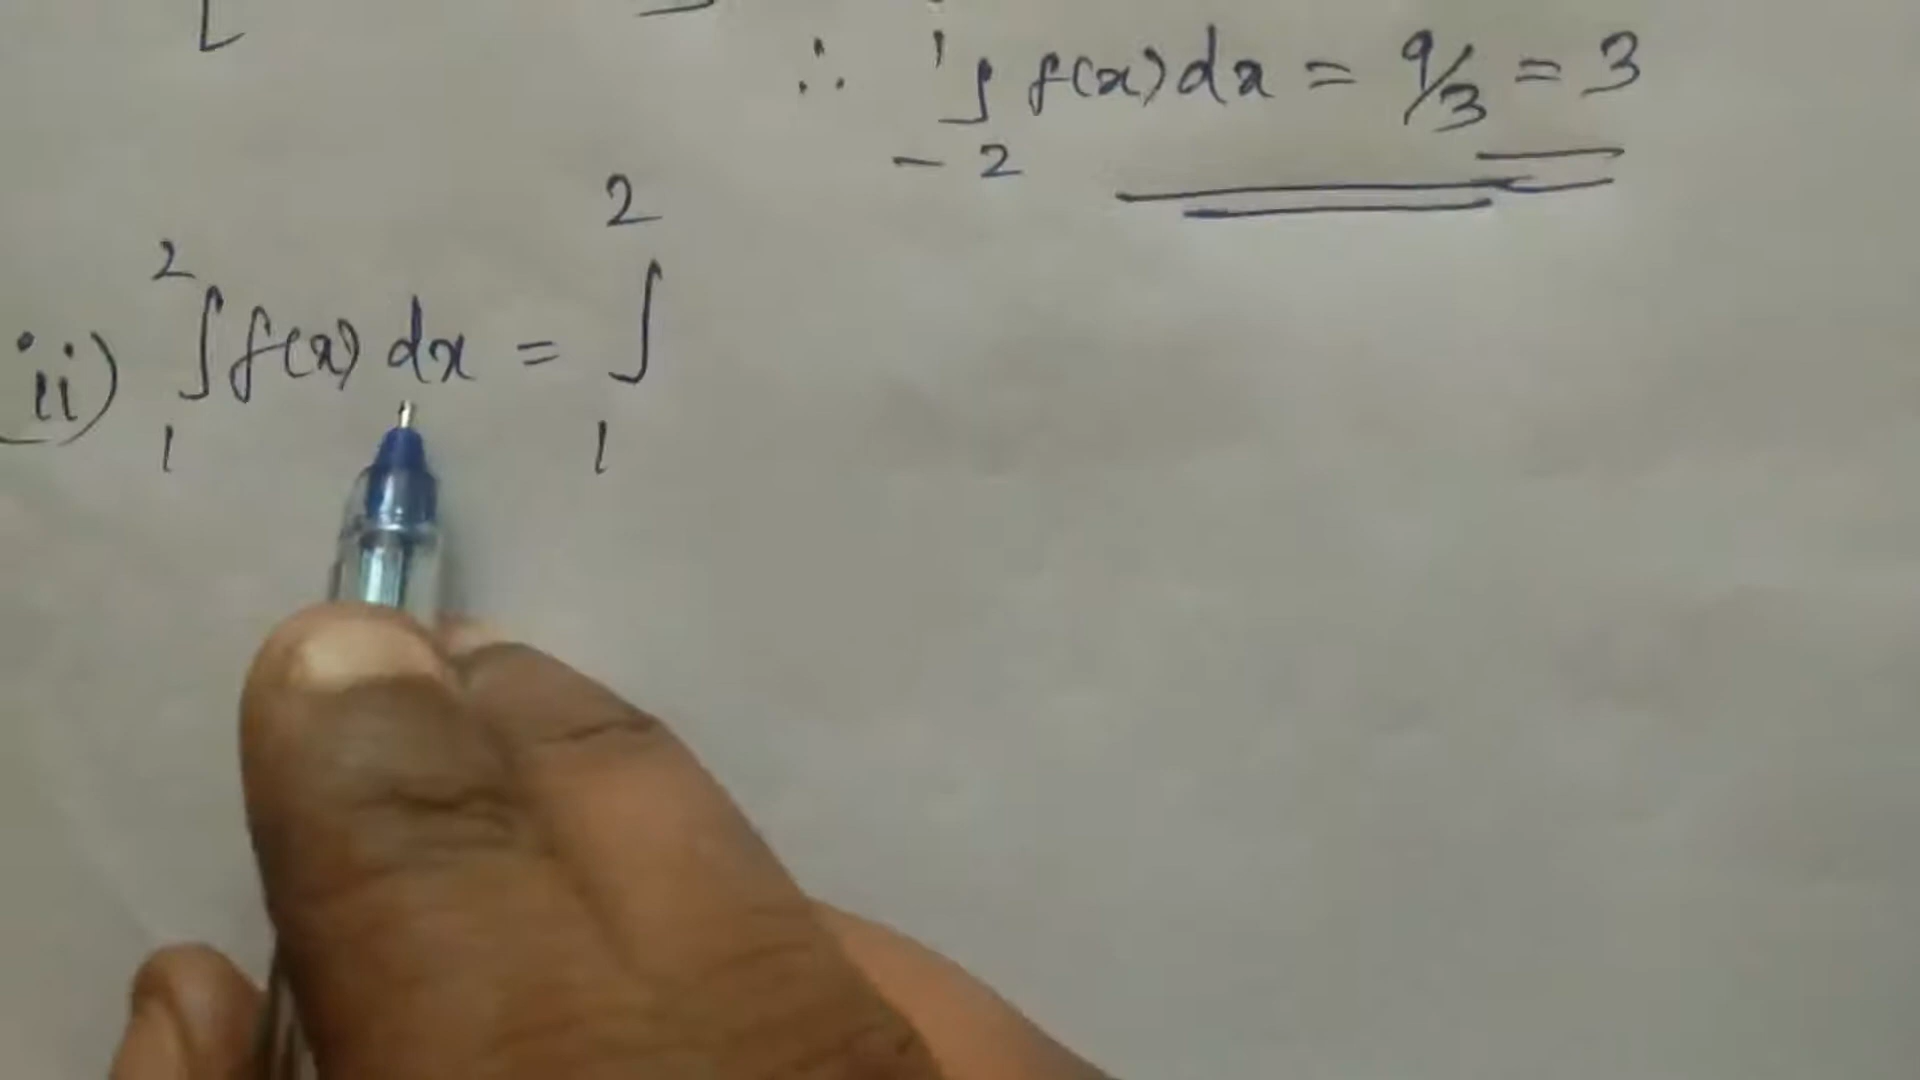 ∴ ∫₋₂¹ f(x) dx = 9/3 = 3
ii) ∫₁² f(x) dx = ∫₁²